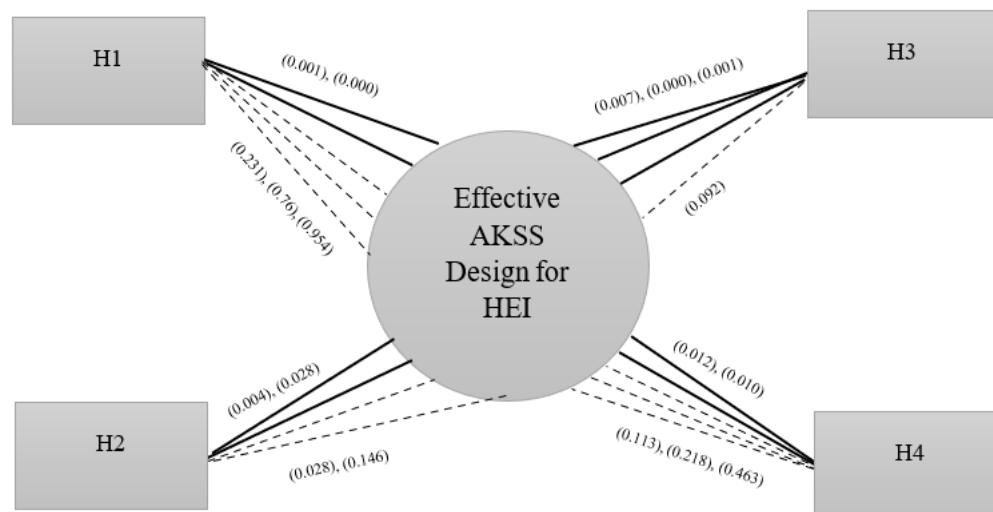 H1
(0.001), (0.000)
(0.231), (0.76), (0.954)
H3
(0.007), (0.000), (0.001)
(0.092)
Effective
AKSS
Design for
HEI
H2
(0.004), (0.028)
(0.028), (0.146)
H4
(0.012), (0.010)
(0.113), (0.218), (0.463)